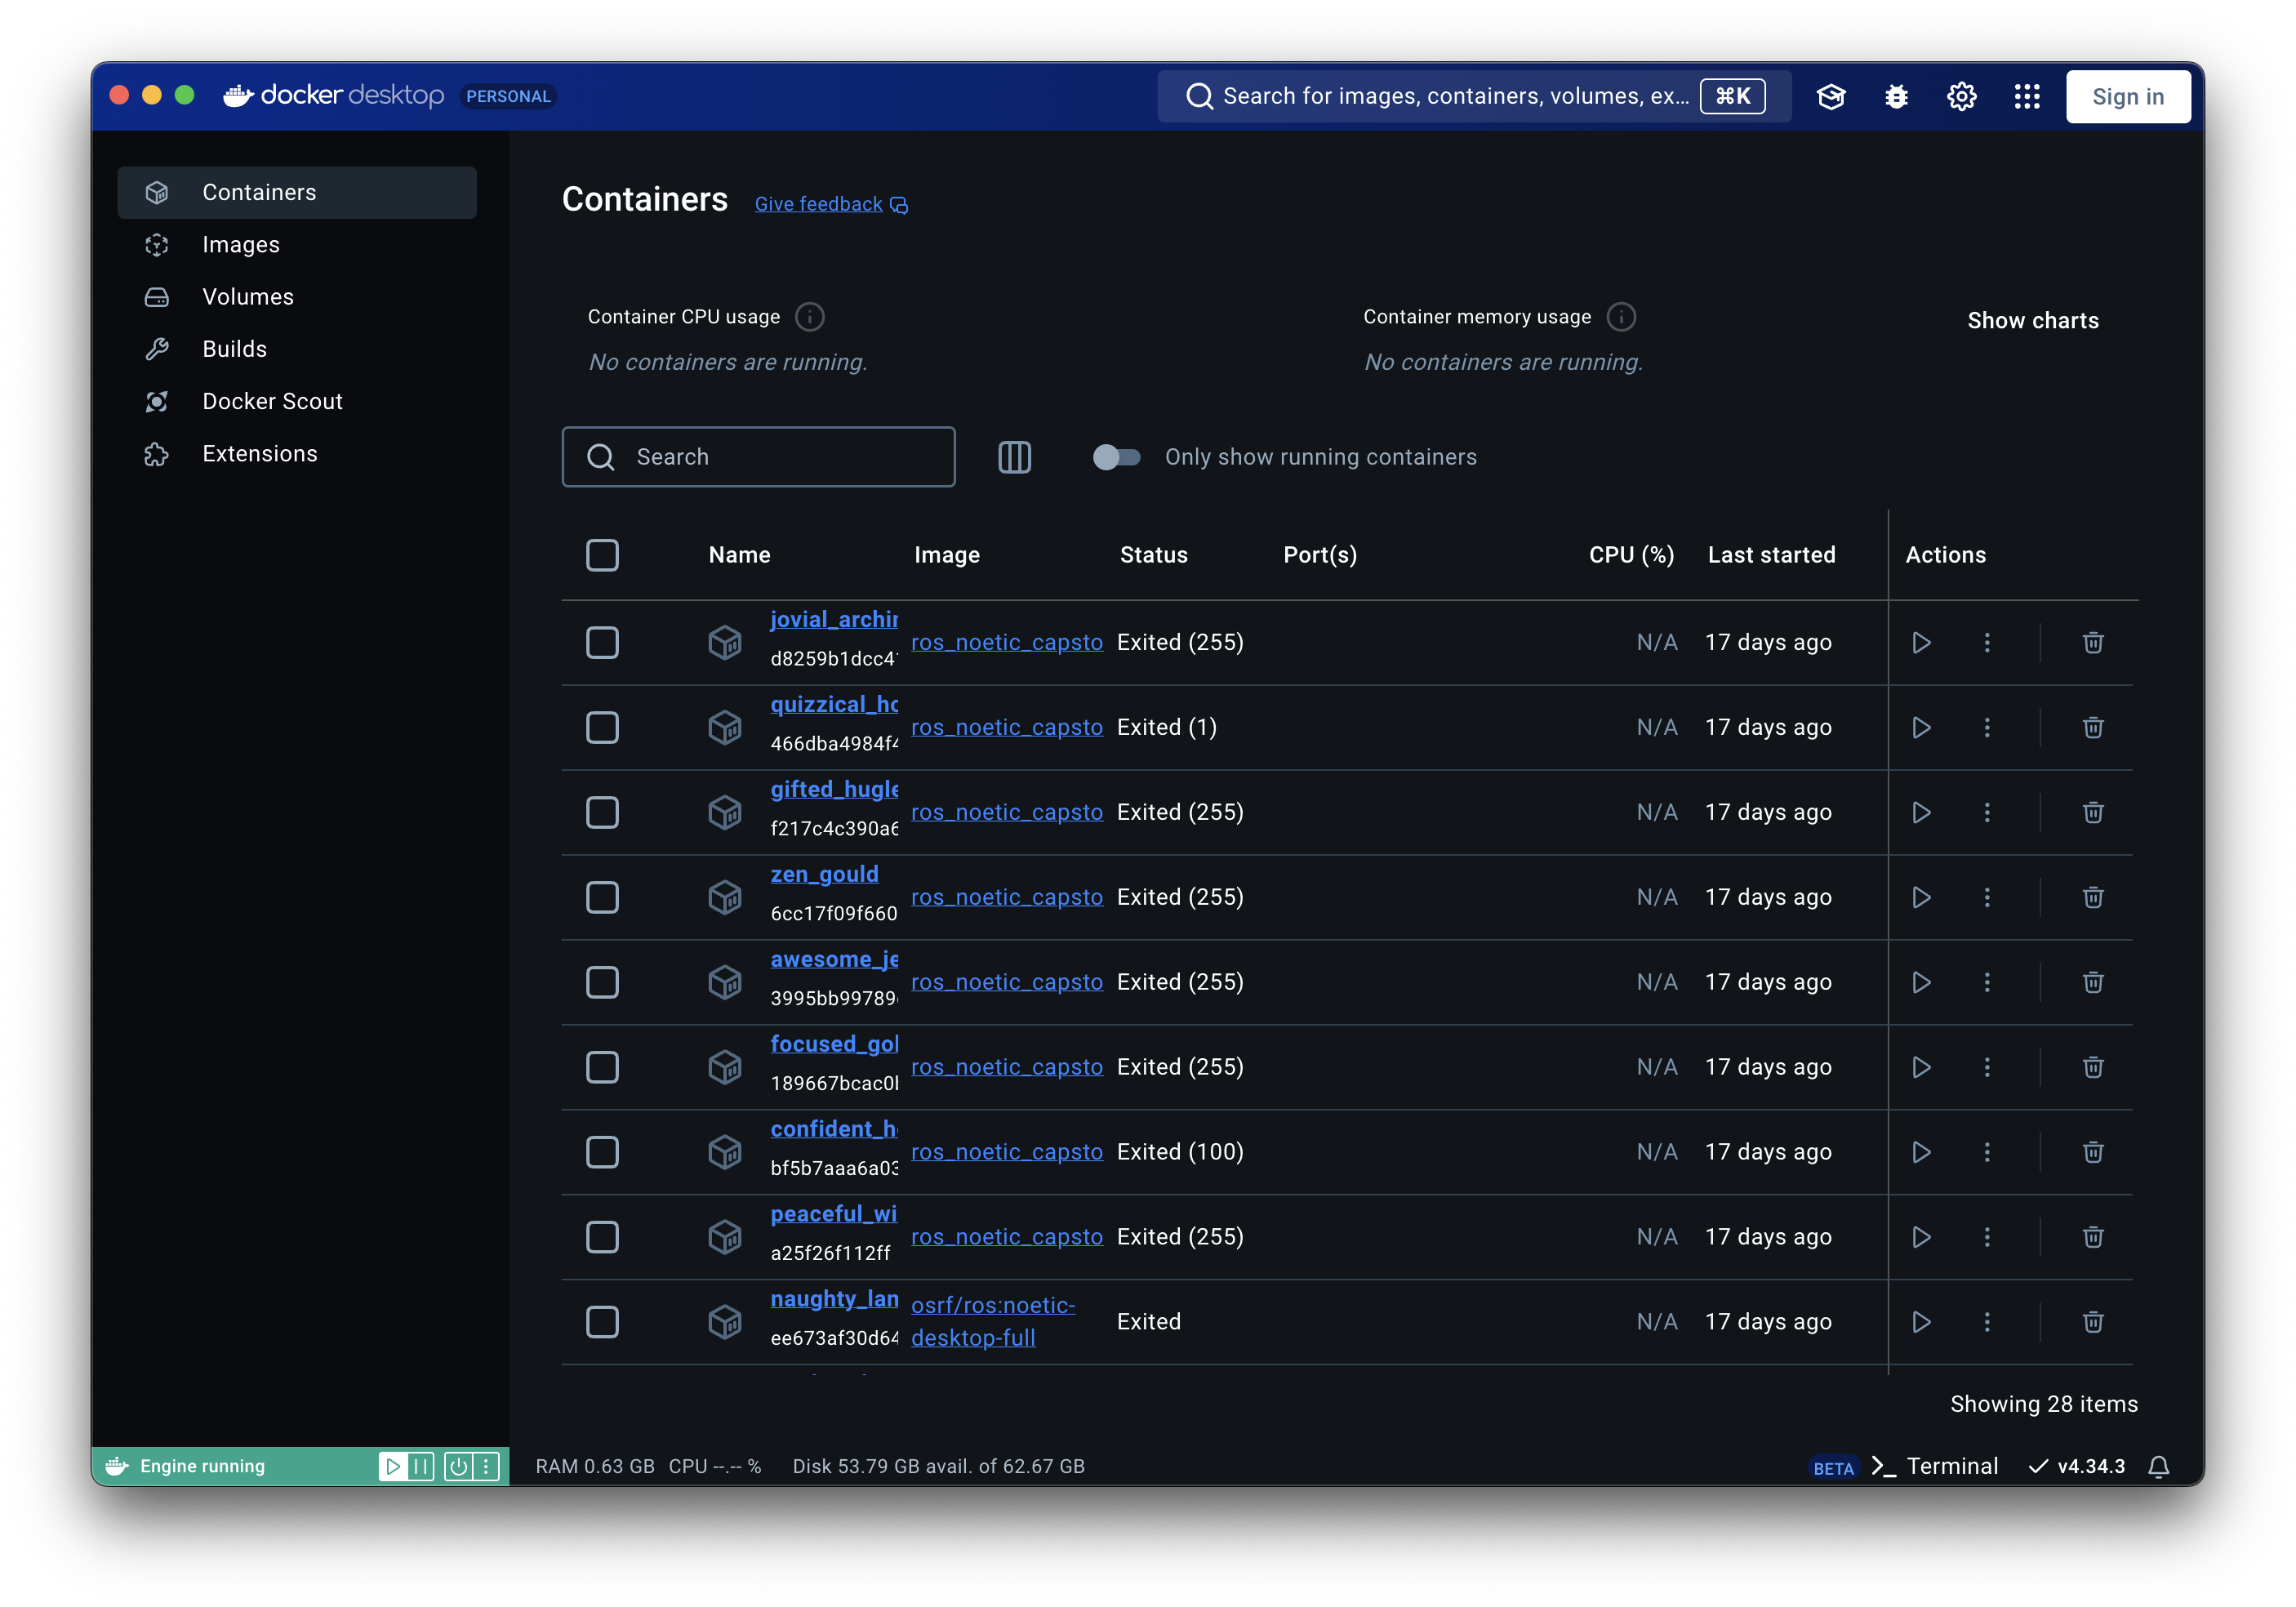 docker desktop PERSONAL
Search for images, containers, volumes, ex... ⌘K
Sign in
Containers
Images
Volumes
Builds
Docker Scout
Extensions
Containers Give feedback
Container CPU usage
No containers are running.
Container memory usage
No containers are running.
Show charts
Search
Only show running containers
Name Image Status Port(s) CPU (%) Last started Actions
jovial_archir
d8259b1dcc4
ros_noetic_capsto Exited (255) N/A 17 days ago
quizzical_hc
466dba4984f4
ros_noetic_capsto Exited (1) N/A 17 days ago
gifted_hugle
f217c4c390a6
ros_noetic_capsto Exited (255) N/A 17 days ago
zen_gould
6cc17f09f660
ros_noetic_capsto Exited (255) N/A 17 days ago
awesome_je
3995bb99789
ros_noetic_capsto Exited (255) N/A 17 days ago
focused_gol
189667bcac0b
ros_noetic_capsto Exited (255) N/A 17 days ago
confident_h
bf5b7aaa6a03
ros_noetic_capsto Exited (100) N/A 17 days ago
peaceful_wi
a25f26f112ff
ros_noetic_capsto Exited (255) N/A 17 days ago
naughty_lan
ee673af30d64
osrf/ros:noetic-
desktop-full
Exited N/A 17 days ago
Showing 28 items
Engine running
RAM 0.63 GB CPU --.-- % Disk 53.79 GB avail. of 62.67 GB
BETA >_ Terminal v4.34.3